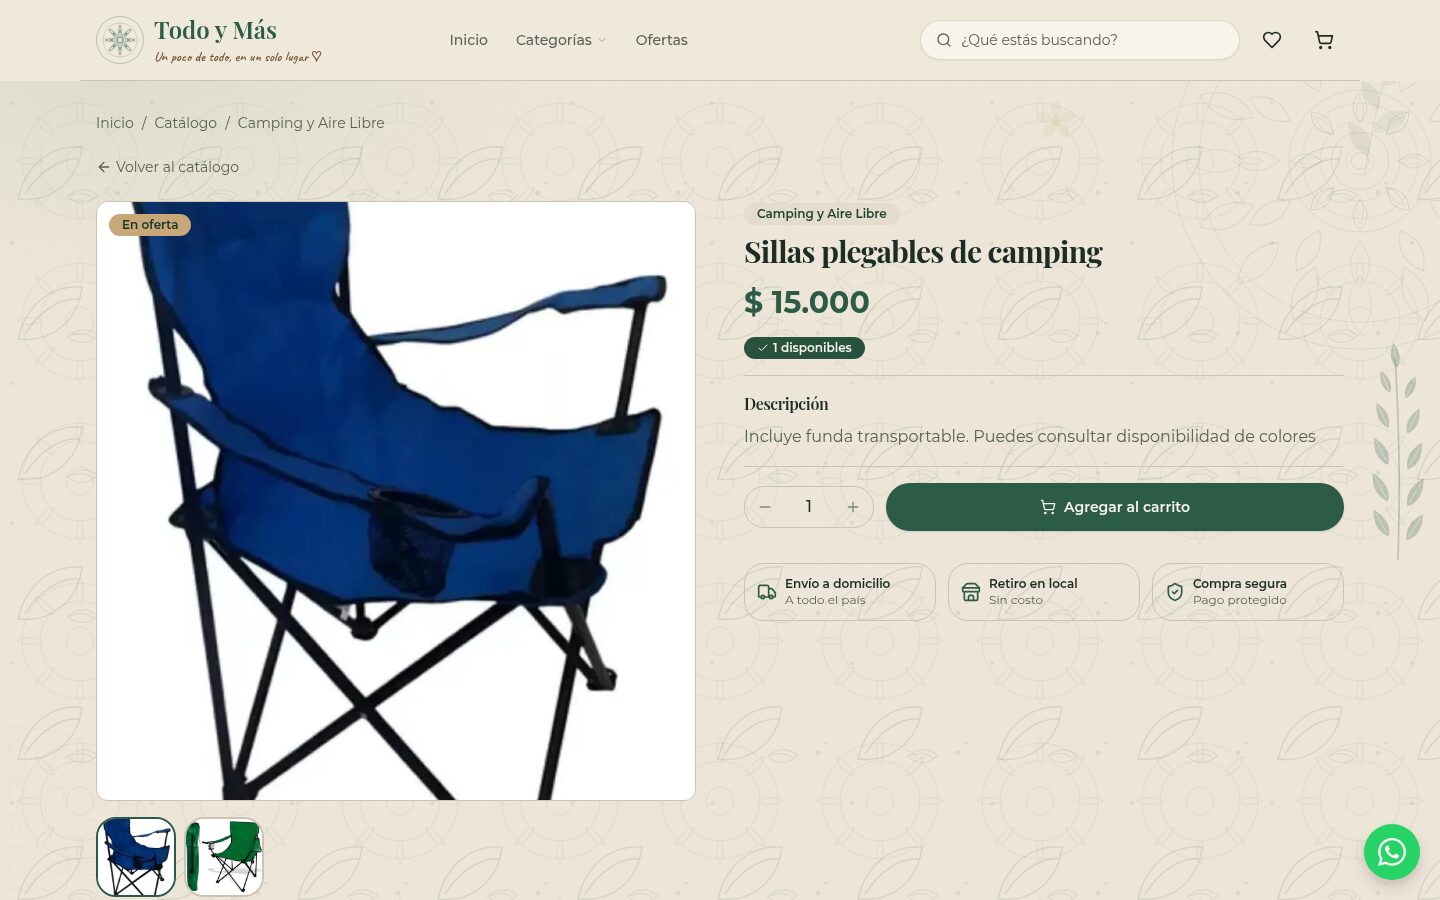 Todo y Más
Un poco de todo, en un solo lugar ♡
Inicio
Categorías
Ofertas
¿Qué estás buscando?
Inicio / Catálogo / Camping y Aire Libre
← Volver al catálogo
En oferta
Camping y Aire Libre
Sillas plegables de camping
$ 15.000
1 disponibles
Descripción
Incluye funda transportable. Puedes consultar disponibilidad de colores
1
Agregar al carrito
Envío a domicilio
A todo el país
Retiro en local
Sin costo
Compra segura
Pago protegido